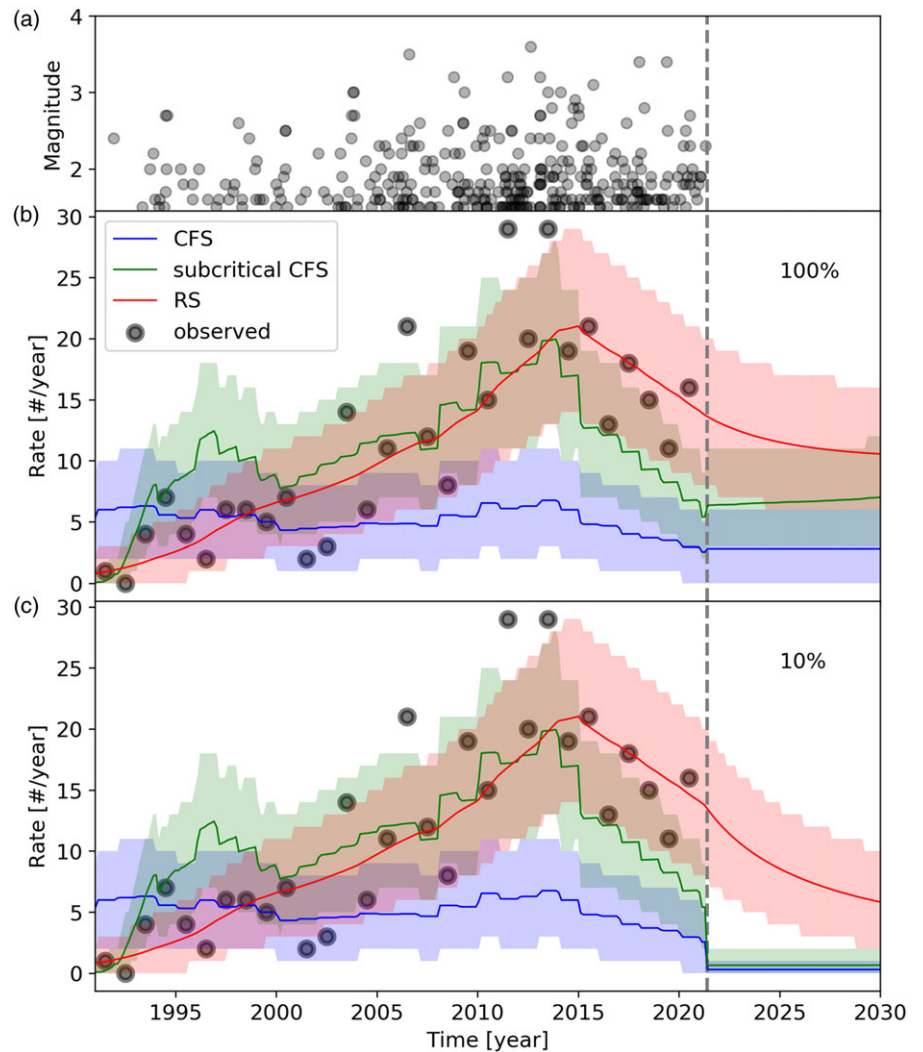 (a)
4
3
2
Magnitude
(b)
30
25
20
15
10
5
0
Rate [#/year]
CFS
subcritical CFS
RS
observed
100%
(c)
30
25
20
15
10
5
0
Rate [#/year]
10%
1995 2000 2005 2010 2015 2020 2025 2030
Time [year]